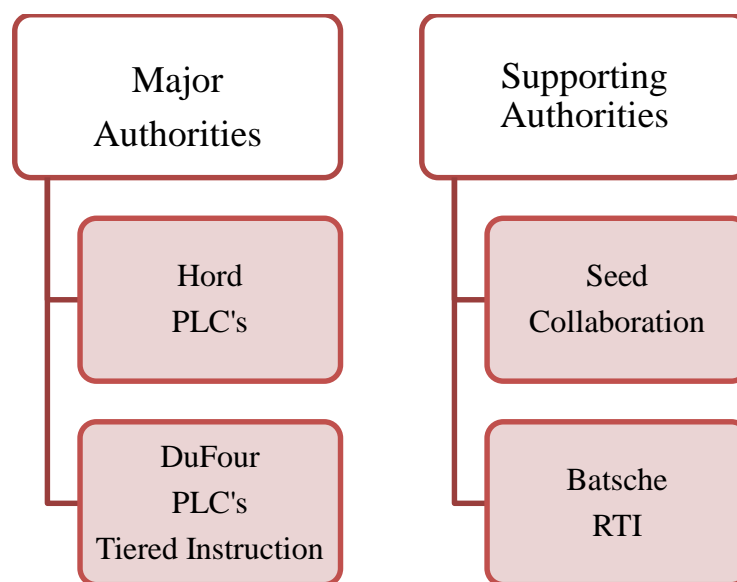 Major
Authorities
Hord
PLC's
DuFour
PLC's
Tiered Instruction
Supporting
Authorities
Seed
Collaboration
Batsche
RTI